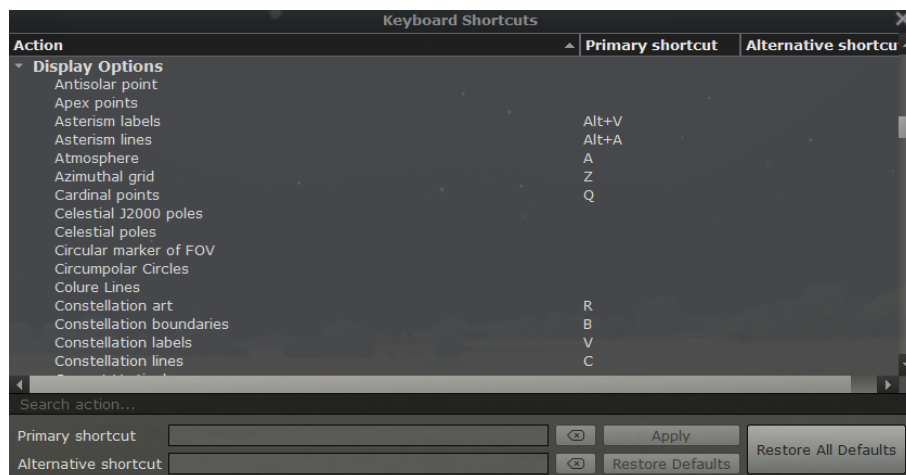 Keyboard Shortcuts
Action Primary shortcut Alternative shortcu
Display Options
Antisolar point
Apex points
Asterism labels Alt+V
Asterism lines Alt+A
Atmosphere A
Azimuthal grid Z
Cardinal points Q
Celestial J2000 poles
Celestial poles
Circular marker of FOV
Circumpolar Circles
Colure Lines
Constellation art R
Constellation boundaries B
Constellation labels V
Constellation lines C
Search action...
Primary shortcut Apply
Restore All Defaults
Alternative shortcut Restore Defaults